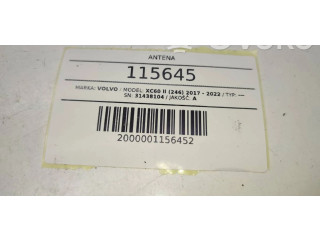 ANTENA
115645
MARKA: VOLVO / MODEL: XC60 II (246) 2017 - 2022 / TYP: ---
SN: 31438104 / JAKOŚĆ: A
2000001156452